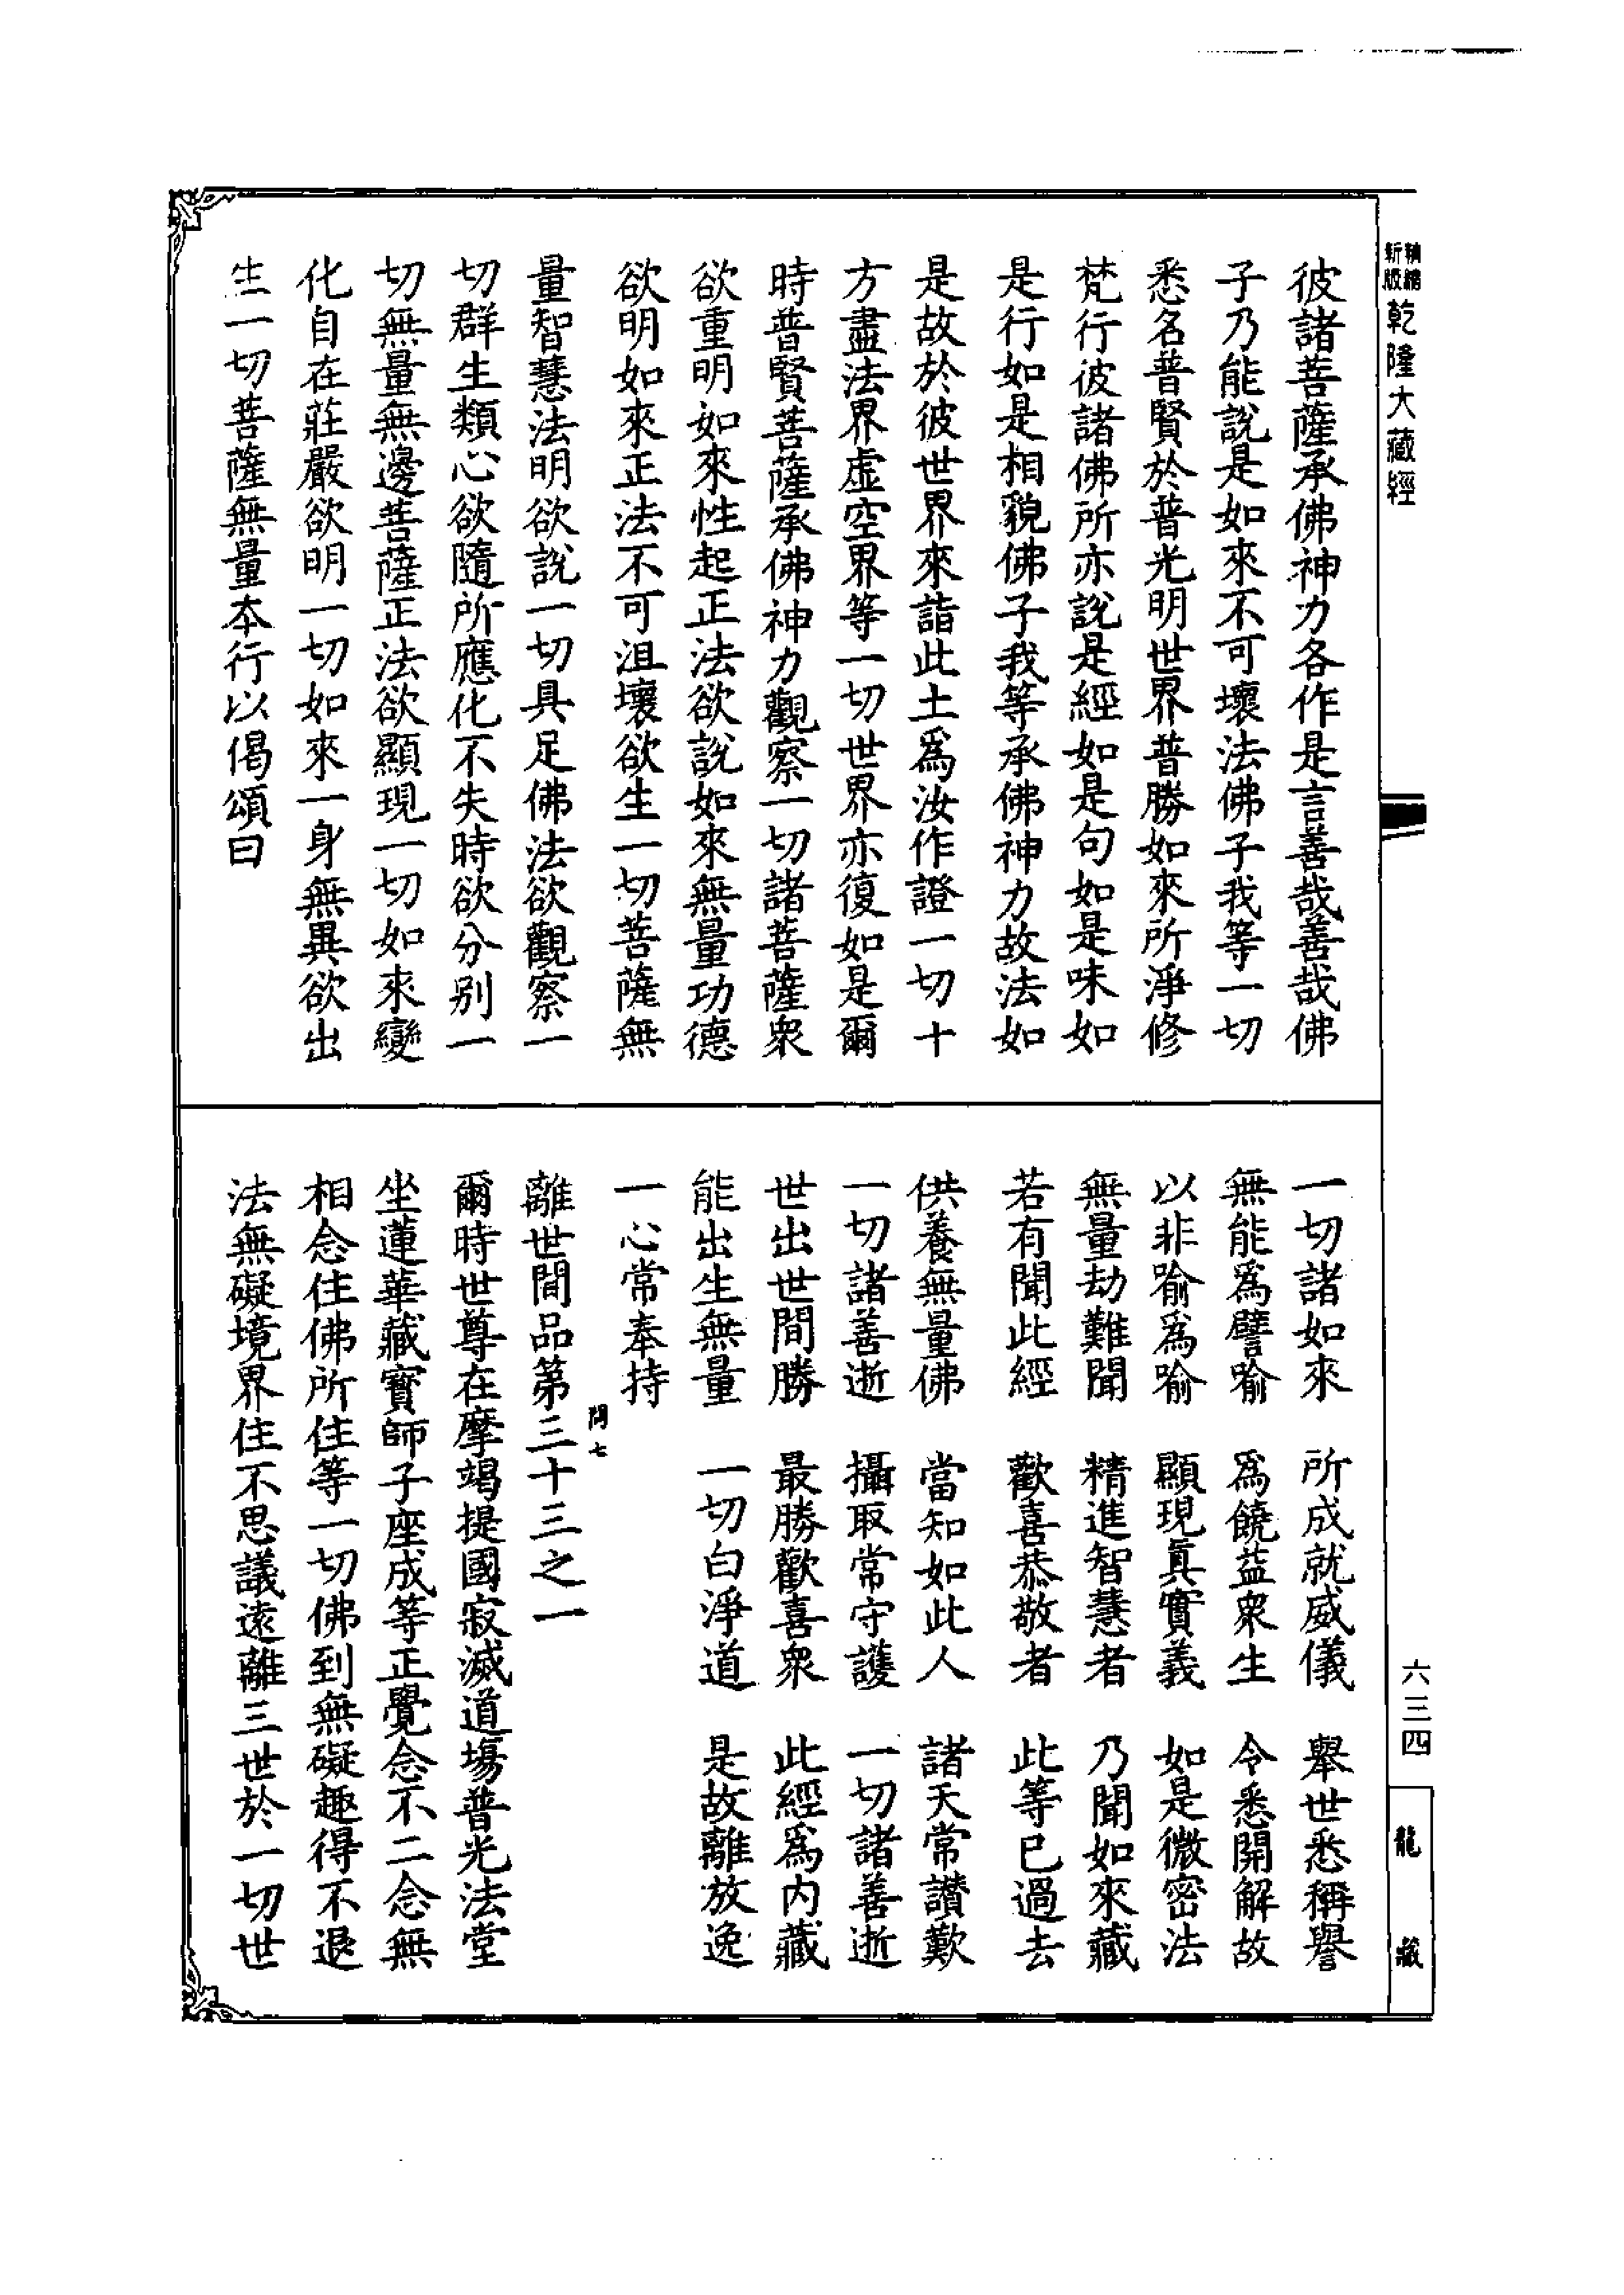 精縮新版 乾隆大藏經
彼諸菩薩承佛神力各作是言善哉善哉佛
子乃能說是如來不可壞法佛子我等一切
悉名普賢於普光明世界普勝如來所淨修
梵行彼諸佛所亦說是經如是句如是味如
是行如是相貌佛子我等承佛神力故法如
是故於彼世界來詣此土爲汝作證一切十
方盡法界虛空界等一切世界亦復如是爾
時普賢菩薩承佛神力觀察一切諸菩薩衆
欲重明如來性起正法欲說如來無量功德
欲明如來正法不可沮壞欲生一切菩薩無
量智慧法明欲說一切具足佛法欲觀察一
切群生類心欲隨所應化不失時欲分別一
切無量無邊菩薩正法欲顯現一切如來變
化自在莊嚴欲明一切如來一身無異欲出
生一切菩薩無量本行以偈頌曰
一切諸如來 所成就威儀 舉世悉稱譽
無能爲譬喻 爲饒益衆生 令悉開解故
以非喻爲喻 顯現眞實義 如是微密法
無量劫難聞 精進智慧者 乃聞如來藏
若有聞此經 歡喜恭敬者 此等已過去
供養無量佛 當知如此人 諸天常讃歎
一切諸善逝 攝取常守護 一切諸善逝
世出世間勝 最勝歡喜衆 此經爲内藏
能出生無量 一切白淨道 是故離放逸
一心常奉持
問七
離世間品第三十三之一
爾時世尊在摩竭提國寂滅道場普光法堂
坐蓮華藏寶師子座成等正覺念不二念無
相念住佛所住等一切佛到無礙趣得不退
法無礙境界住不思議遠離三世於一切世
六三四
龍藏